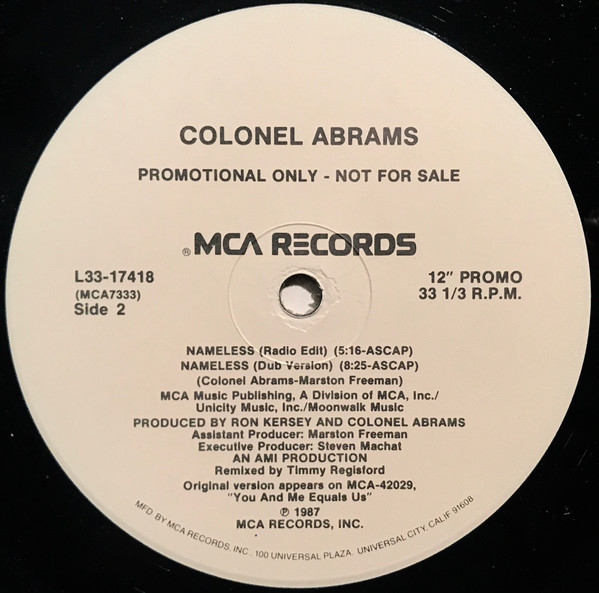 COLONEL ABRAMS
PROMOTIONAL ONLY - NOT FOR SALE
® MCA RECORDS
L33-17418
(MCA7333)
Side 2
12" PROMO
33 1/3 R.P.M.
NAMELESS (Radio Edit) (5:16-ASCAP)
NAMELESS (Dub Version) (8:25-ASCAP)
(Colonel Abrams-Marston Freeman)
MCA Music Publishing, A Division of MCA, Inc./
Unicity Music, Inc./Moonwalk Music
PRODUCED BY RON KERSEY AND COLONEL ABRAMS
Assistant Producer: Marston Freeman
Executive Producer: Steven Machat
AN AMI PRODUCTION
Remixed by Timmy Regisford
Original version appears on MCA-42029,
"You And Me Equals Us"
℗ 1987
MCA RECORDS, INC.
MFD BY MCA RECORDS, INC. 100 UNIVERSAL PLAZA, UNIVERSAL CITY, CALIF 91608